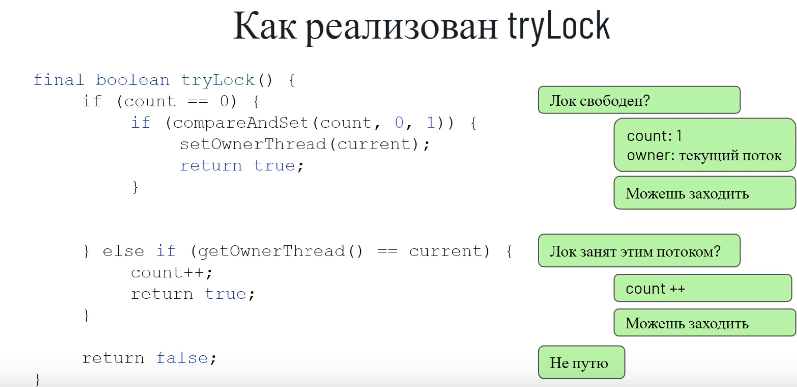 Как реализован tryLock
final boolean tryLock() {
if (count == 0) {
Лок свободен?
if (compareAndSet(count, 0, 1)) {
setOwnerThread(current);
return true;
}
count: 1
owner: текущий поток
Можешь заходить
} else if (getOwnerThread() == current) {
Лок занят этим потоком?
count++;
count ++
return true;
}
Можешь заходить
return false;
Не путю
}